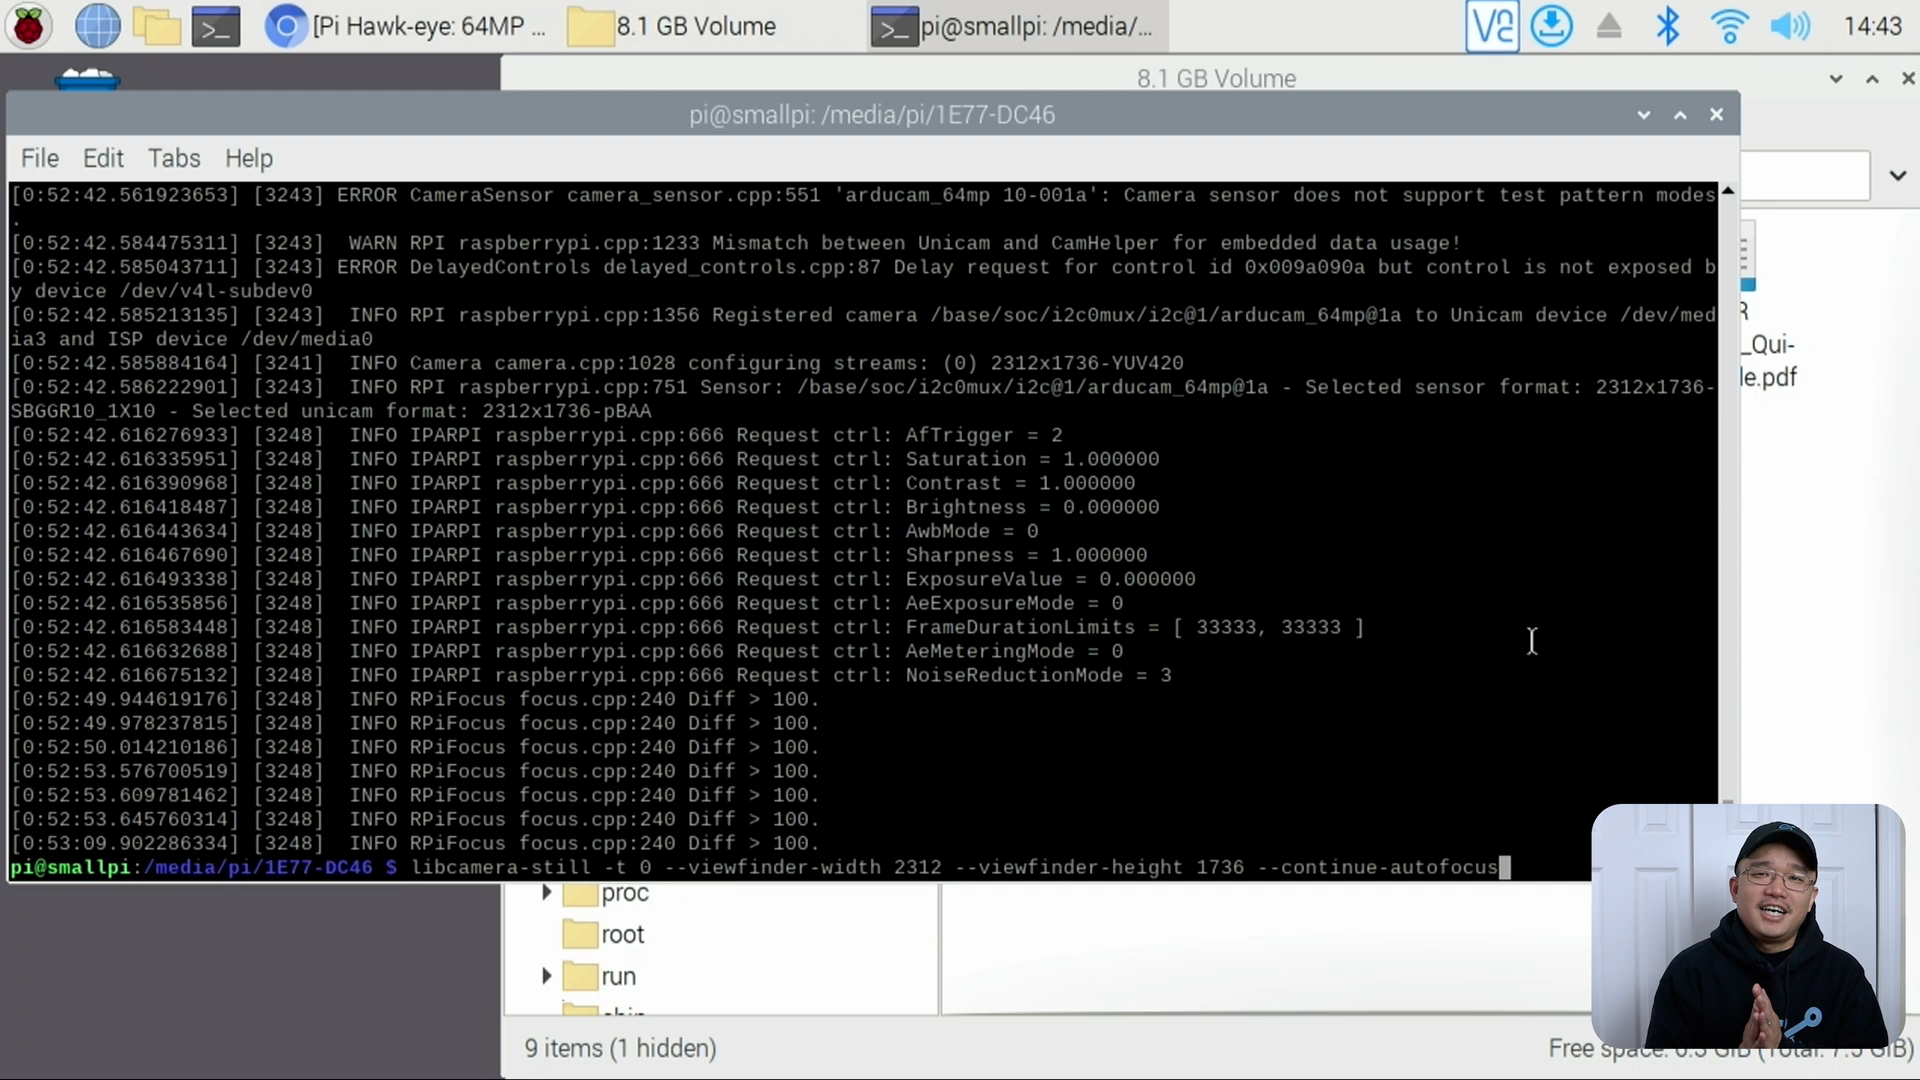 [Pi Hawk-eye: 64MP ...
8.1 GB Volume
pi@smallpi: /media/...
14:43
8.1 GB Volume
pi@smallpi: /media/pi/1E77-DC46
File Edit Tabs Help
[0:52:42.561923653] [3243] ERROR CameraSensor camera_sensor.cpp:551 'arducam_64mp 10-001a': Camera sensor does not support test pattern modes
.
[0:52:42.584475311] [3243]  WARN RPI raspberrypi.cpp:1233 Mismatch between Unicam and CamHelper for embedded data usage!
[0:52:42.585043711] [3243] ERROR DelayedControls delayed_controls.cpp:87 Delay request for control id 0x009a090a but control is not exposed b
y device /dev/v4l-subdev0
[0:52:42.585213135] [3243]  INFO RPI raspberrypi.cpp:1356 Registered camera /base/soc/i2c0mux/i2c@1/arducam_64mp@1a to Unicam device /dev/med
ia3 and ISP device /dev/media0
[0:52:42.585884164] [3241]  INFO Camera camera.cpp:1028 configuring streams: (0) 2312x1736-YUV420
[0:52:42.586222901] [3243]  INFO RPI raspberrypi.cpp:751 Sensor: /base/soc/i2c0mux/i2c@1/arducam_64mp@1a - Selected sensor format: 2312x1736-
SBGGR10_1X10 - Selected unicam format: 2312x1736-pBAA
[0:52:42.616276933] [3248]  INFO IPARPI raspberrypi.cpp:666 Request ctrl: AfTrigger = 2
[0:52:42.616335951] [3248]  INFO IPARPI raspberrypi.cpp:666 Request ctrl: Saturation = 1.000000
[0:52:42.616390968] [3248]  INFO IPARPI raspberrypi.cpp:666 Request ctrl: Contrast = 1.000000
[0:52:42.616418487] [3248]  INFO IPARPI raspberrypi.cpp:666 Request ctrl: Brightness = 0.000000
[0:52:42.616443634] [3248]  INFO IPARPI raspberrypi.cpp:666 Request ctrl: AwbMode = 0
[0:52:42.616467690] [3248]  INFO IPARPI raspberrypi.cpp:666 Request ctrl: Sharpness = 1.000000
[0:52:42.616493338] [3248]  INFO IPARPI raspberrypi.cpp:666 Request ctrl: ExposureValue = 0.000000
[0:52:42.616535856] [3248]  INFO IPARPI raspberrypi.cpp:666 Request ctrl: AeExposureMode = 0
[0:52:42.616583448] [3248]  INFO IPARPI raspberrypi.cpp:666 Request ctrl: FrameDurationLimits = [ 33333, 33333 ]
[0:52:42.616632688] [3248]  INFO IPARPI raspberrypi.cpp:666 Request ctrl: AeMeteringMode = 0
[0:52:42.616675132] [3248]  INFO IPARPI raspberrypi.cpp:666 Request ctrl: NoiseReductionMode = 3
[0:52:49.944619176] [3248]  INFO RPiFocus focus.cpp:240 Diff > 100.
[0:52:49.978237815] [3248]  INFO RPiFocus focus.cpp:240 Diff > 100.
[0:52:50.014210186] [3248]  INFO RPiFocus focus.cpp:240 Diff > 100.
[0:52:53.576700519] [3248]  INFO RPiFocus focus.cpp:240 Diff > 100.
[0:52:53.609781462] [3248]  INFO RPiFocus focus.cpp:240 Diff > 100.
[0:52:53.645760314] [3248]  INFO RPiFocus focus.cpp:240 Diff > 100.
[0:53:09.902286334] [3248]  INFO RPiFocus focus.cpp:240 Diff > 100.
pi@smallpi:/media/pi/1E77-DC46 $ libcamera-still -t 0 --viewfinder-width 2312 --viewfinder-height 1736 --continue-autofocus
_Qui-
le.pdf
proc
root
run
9 items (1 hidden)
Free space: 6.5 GiB (Total: 7.5 GiB)